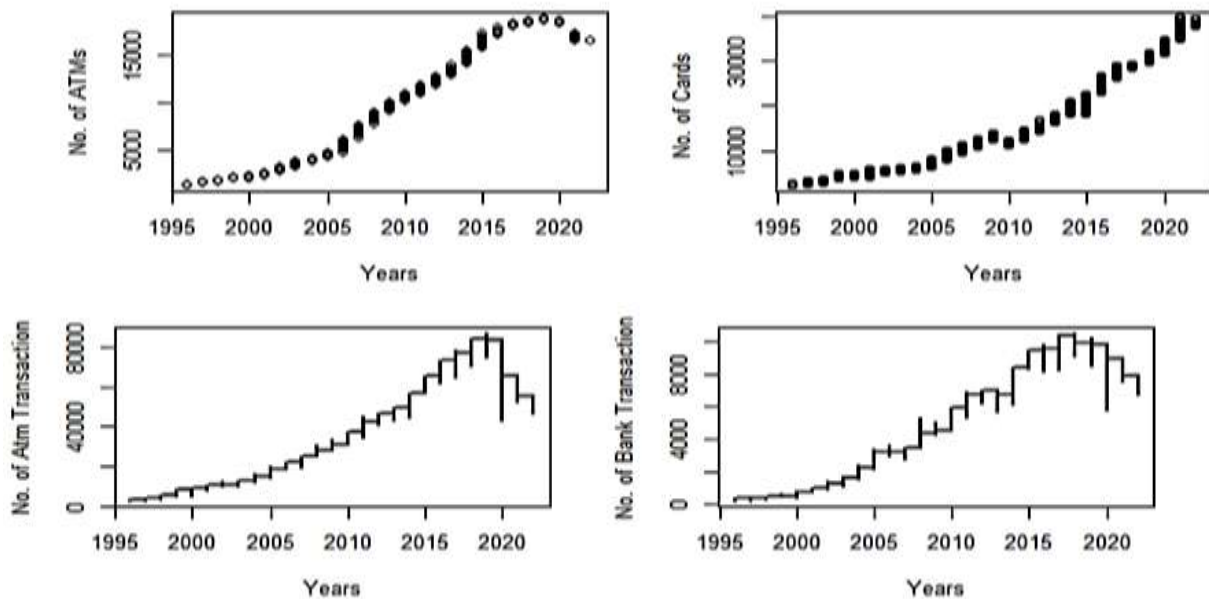 No. of ATMs
15000
5000
1995 2000 2005 2010 2015 2020
Years
No. of Cards
30000
10000
1995 2000 2005 2010 2015 2020
Years
No. of Atm Transaction
80000
40000
0
1995 2000 2005 2010 2015 2020
Years
No. of Bank Transaction
8000
4000
0
1995 2000 2005 2010 2015 2020
Years